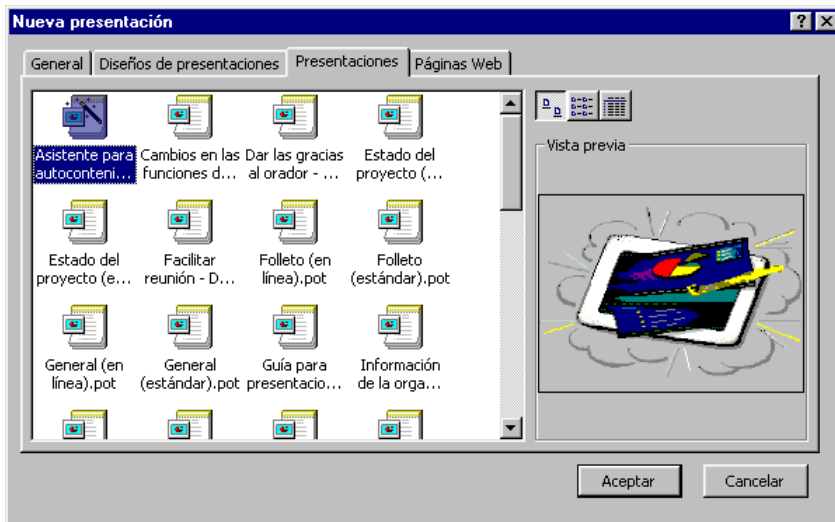 Nueva presentación
General
Diseños de presentaciones
Presentaciones
Páginas Web
Asistente para
autoconteni...
Cambios en las
funciones d...
Dar las gracias
al orador - ...
Estado del
proyecto (...
Estado del
proyecto (e...
Facilitar
reunión - D...
Folleto (en
línea).pot
Folleto
(estándar).pot
General (en
línea).pot
General
(estándar).pot
Guía para
presentacio...
Información
de la orga...
Vista previa
Aceptar
Cancelar